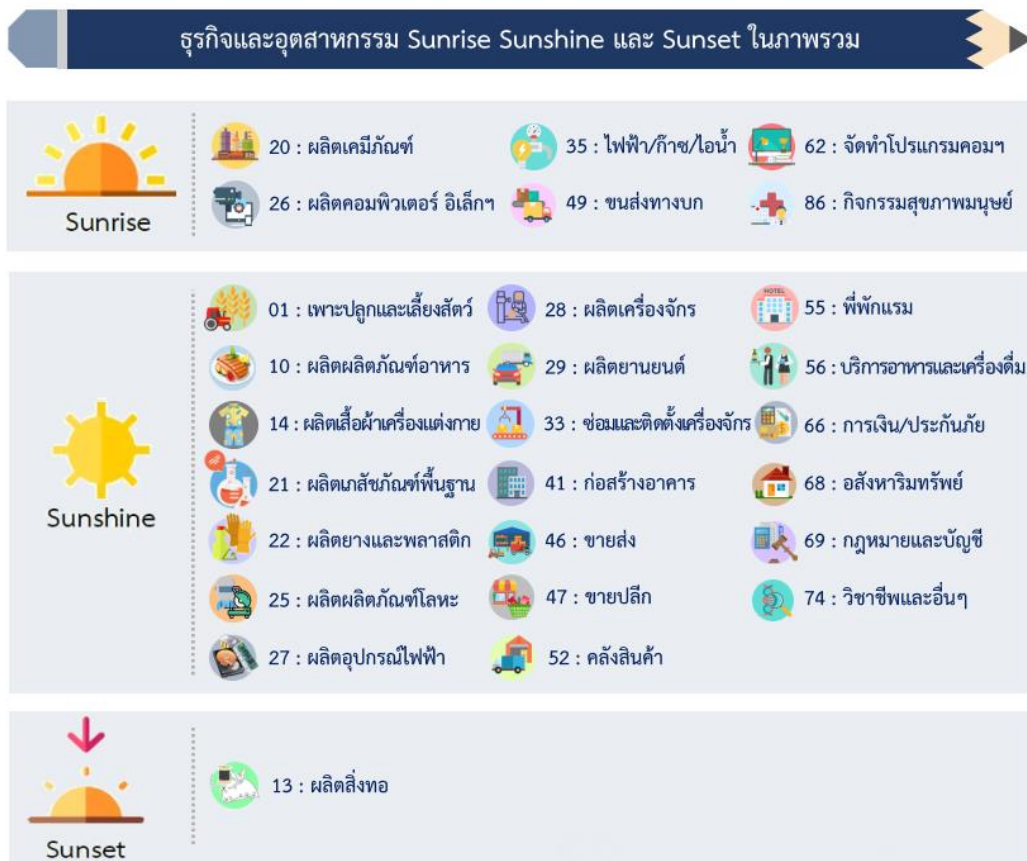 ธุรกิจและอุตสาหกรรม Sunrise Sunshine และ Sunset ในภาพรวม
Sunrise
20 : ผลิตเคมีภัณฑ์
35 : ไฟฟ้า/ก๊าซ/ไอน้ำ
62 : จัดทำโปรแกรมคอมฯ
26 : ผลิตคอมพิวเตอร์ อิเล็กฯ
49 : ขนส่งทางบก
86 : กิจกรรมสุขภาพมนุษย์
Sunshine
01 : เพาะปลูกและเลี้ยงสัตว์
28 : ผลิตเครื่องจักร
HOTEL
55 : พี่พักแรม
10 : ผลิตผลิตภัณฑ์อาหาร
29 : ผลิตยานยนต์
56 : บริการอาหารและเครื่องดื่ม
14 : ผลิตเสื้อผ้าเครื่องแต่งกาย
33 : ซ่อมและติดตั้งเครื่องจักร
66 : การเงิน/ประกันภัย
21 : ผลิตเภสัชภัณฑ์พื้นฐาน
41 : ก่อสร้างอาคาร
68 : อสังหาริมทรัพย์
22 : ผลิตยางและพลาสติก
46 : ขายส่ง
69 : กฎหมายและบัญชี
25 : ผลิตผลิตภัณฑ์โลหะ
47 : ขายปลีก
74 : วิชาชีพและอื่นๆ
27 : ผลิตอุปกรณ์ไฟฟ้า
52 : คลังสินค้า
Sunset
13 : ผลิตสิ่งทอ